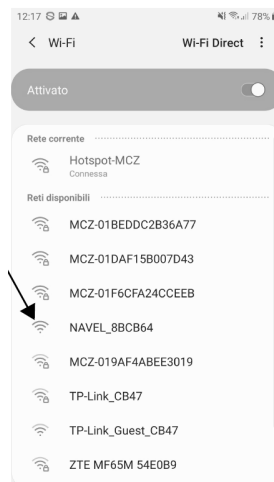 12:17 78%
Wi-Fi Wi-Fi Direct
Attivato
Rete corrente
Hotspot-MCZ
Connessa
Reti disponibili
MCZ-01BEDDC2B36A77
MCZ-01DAF15B007D43
MCZ-01F6CFA24CCEEB
NAVEL_8BCB64
MCZ-019AF4ABEE3019
TP-Link_CB47
TP-Link_Guest_CB47
ZTE MF65M 54E0B9